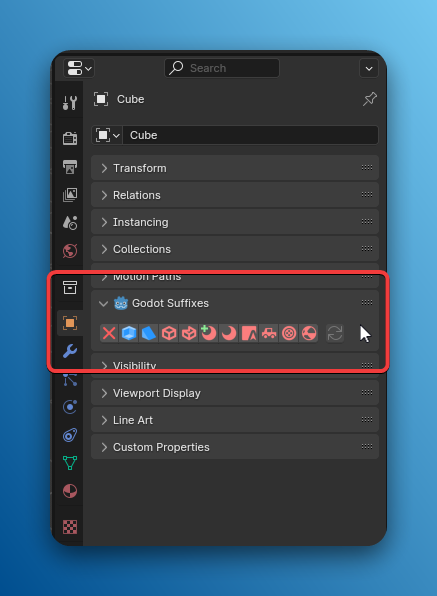 Search
Cube
Cube
Transform
Relations
Instancing
Collections
Motion Paths
Godot Suffixes
Visibility
Viewport Display
Line Art
Custom Properties